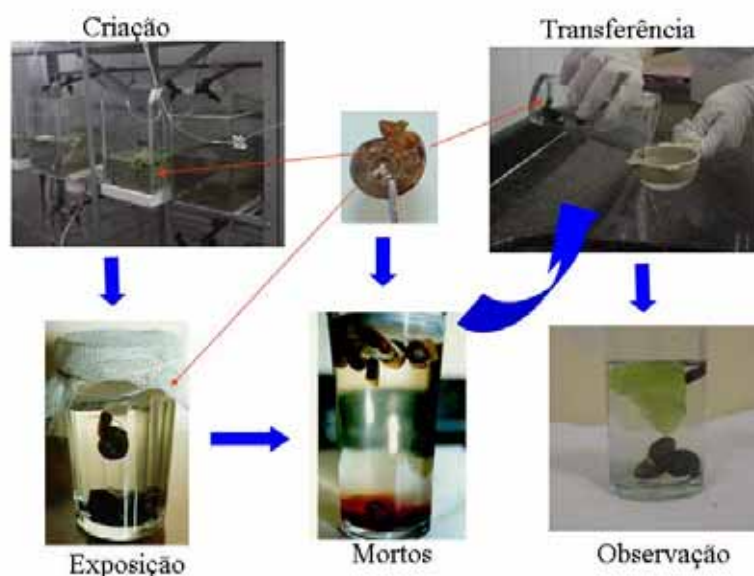 Criação
Transferência
Exposição
Mortos
Observação